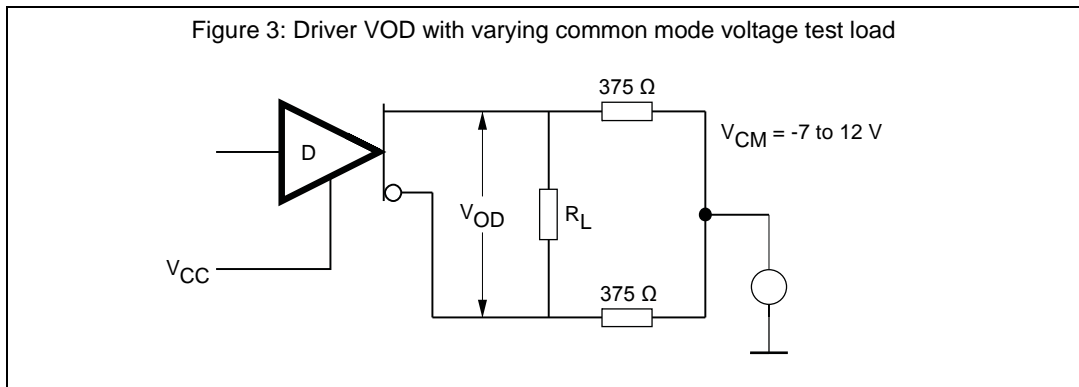 Figure 3: Driver VOD with varying common mode voltage test load
375 Ω
VCM = -7 to 12 V
D
VOD
RL
VCC
375 Ω